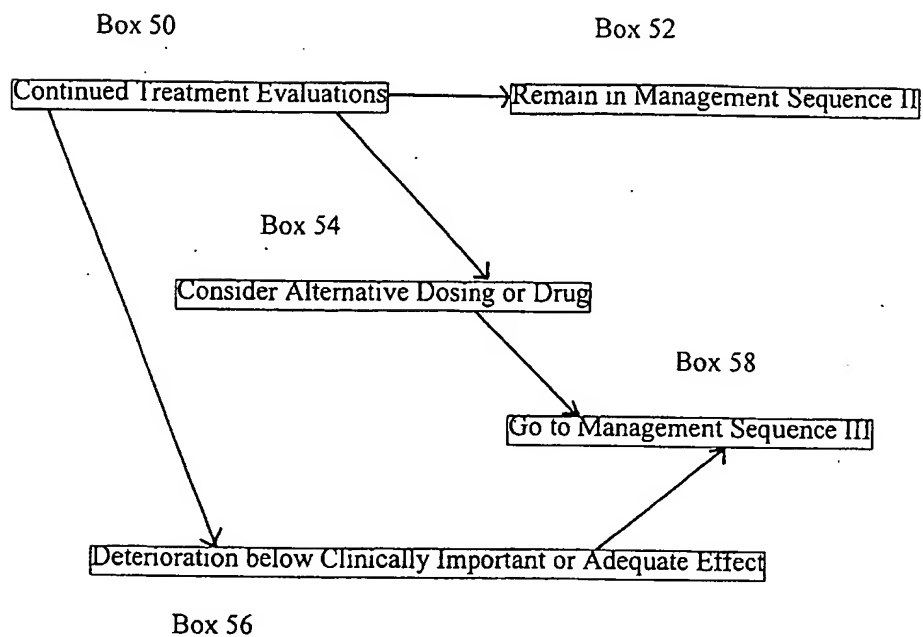 Box 50
Box 52
Continued Treatment Evaluations
Remain in Management Sequence II
Box 54
Consider Alternative Dosing or Drug
Box 58
Go to Management Sequence III
Deterioration below Clinically Important or Adequate Effect
Box 56